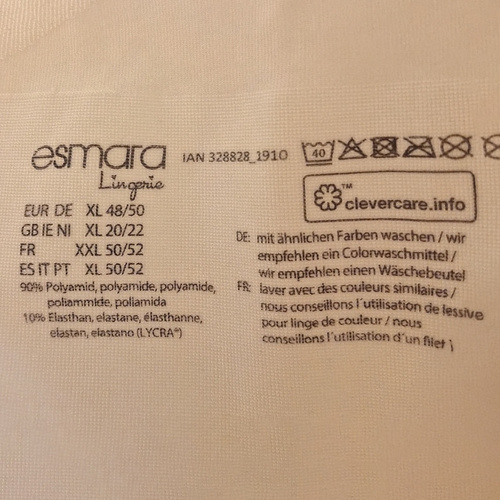 esmara
Lingerie
IAN 328828_1910
40
™
clevercare.info
EUR DE XL 48/50
GB IE NI XL 20/22
FR XXL 50/52
ES IT PT XL 50/52
90% Polyamid, polyamide, polyamide,
poliammide, poliamida
10% Elasthan, elastane, élasthanne,
elastan, elastano (LYCRA®)
DE: mit ähnlichen Farben waschen / wir
empfehlen ein Colorwaschmittel /
wir empfehlen einen Wäschebeutel
FR: laver avec des couleurs similaires /
nous conseillons l'utilisation de lessive
pour linge de couleur / nous
conseillons l'utilisation d'un filet